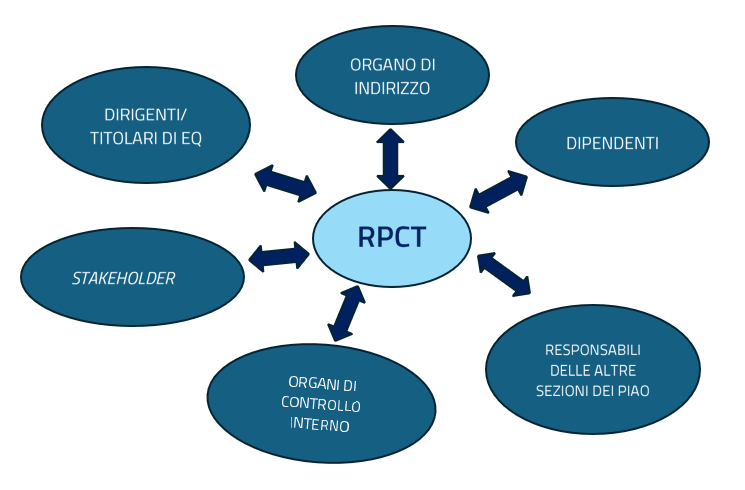 ORGANO DI
INDIRIZZO
DIRIGENTI/
TITOLARI DI EQ
DIPENDENTI
RPCT
STAKEHOLDER
RESPONSABILI
DELLE ALTRE
SEZIONI DEI PIAO
ORGANI DI
CONTROLLO
INTERNO